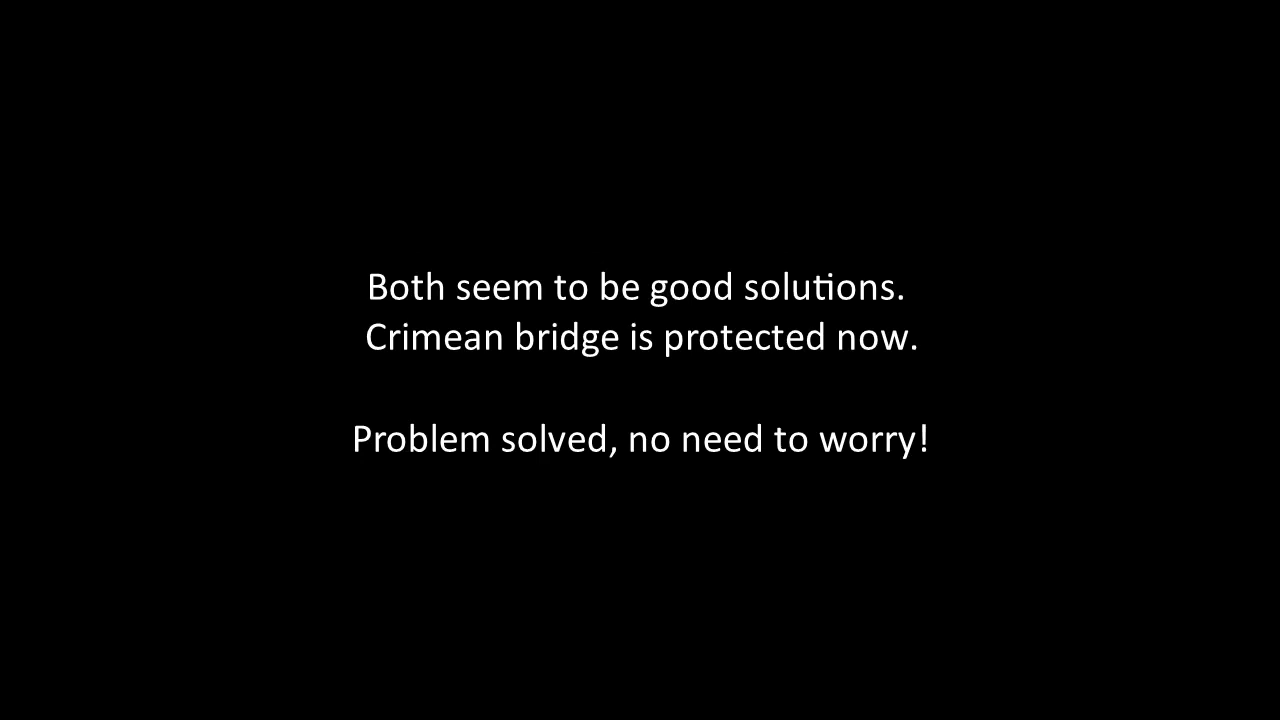 Both seem to be good solutions.
Crimean bridge is protected now.
Problem solved, no need to worry!